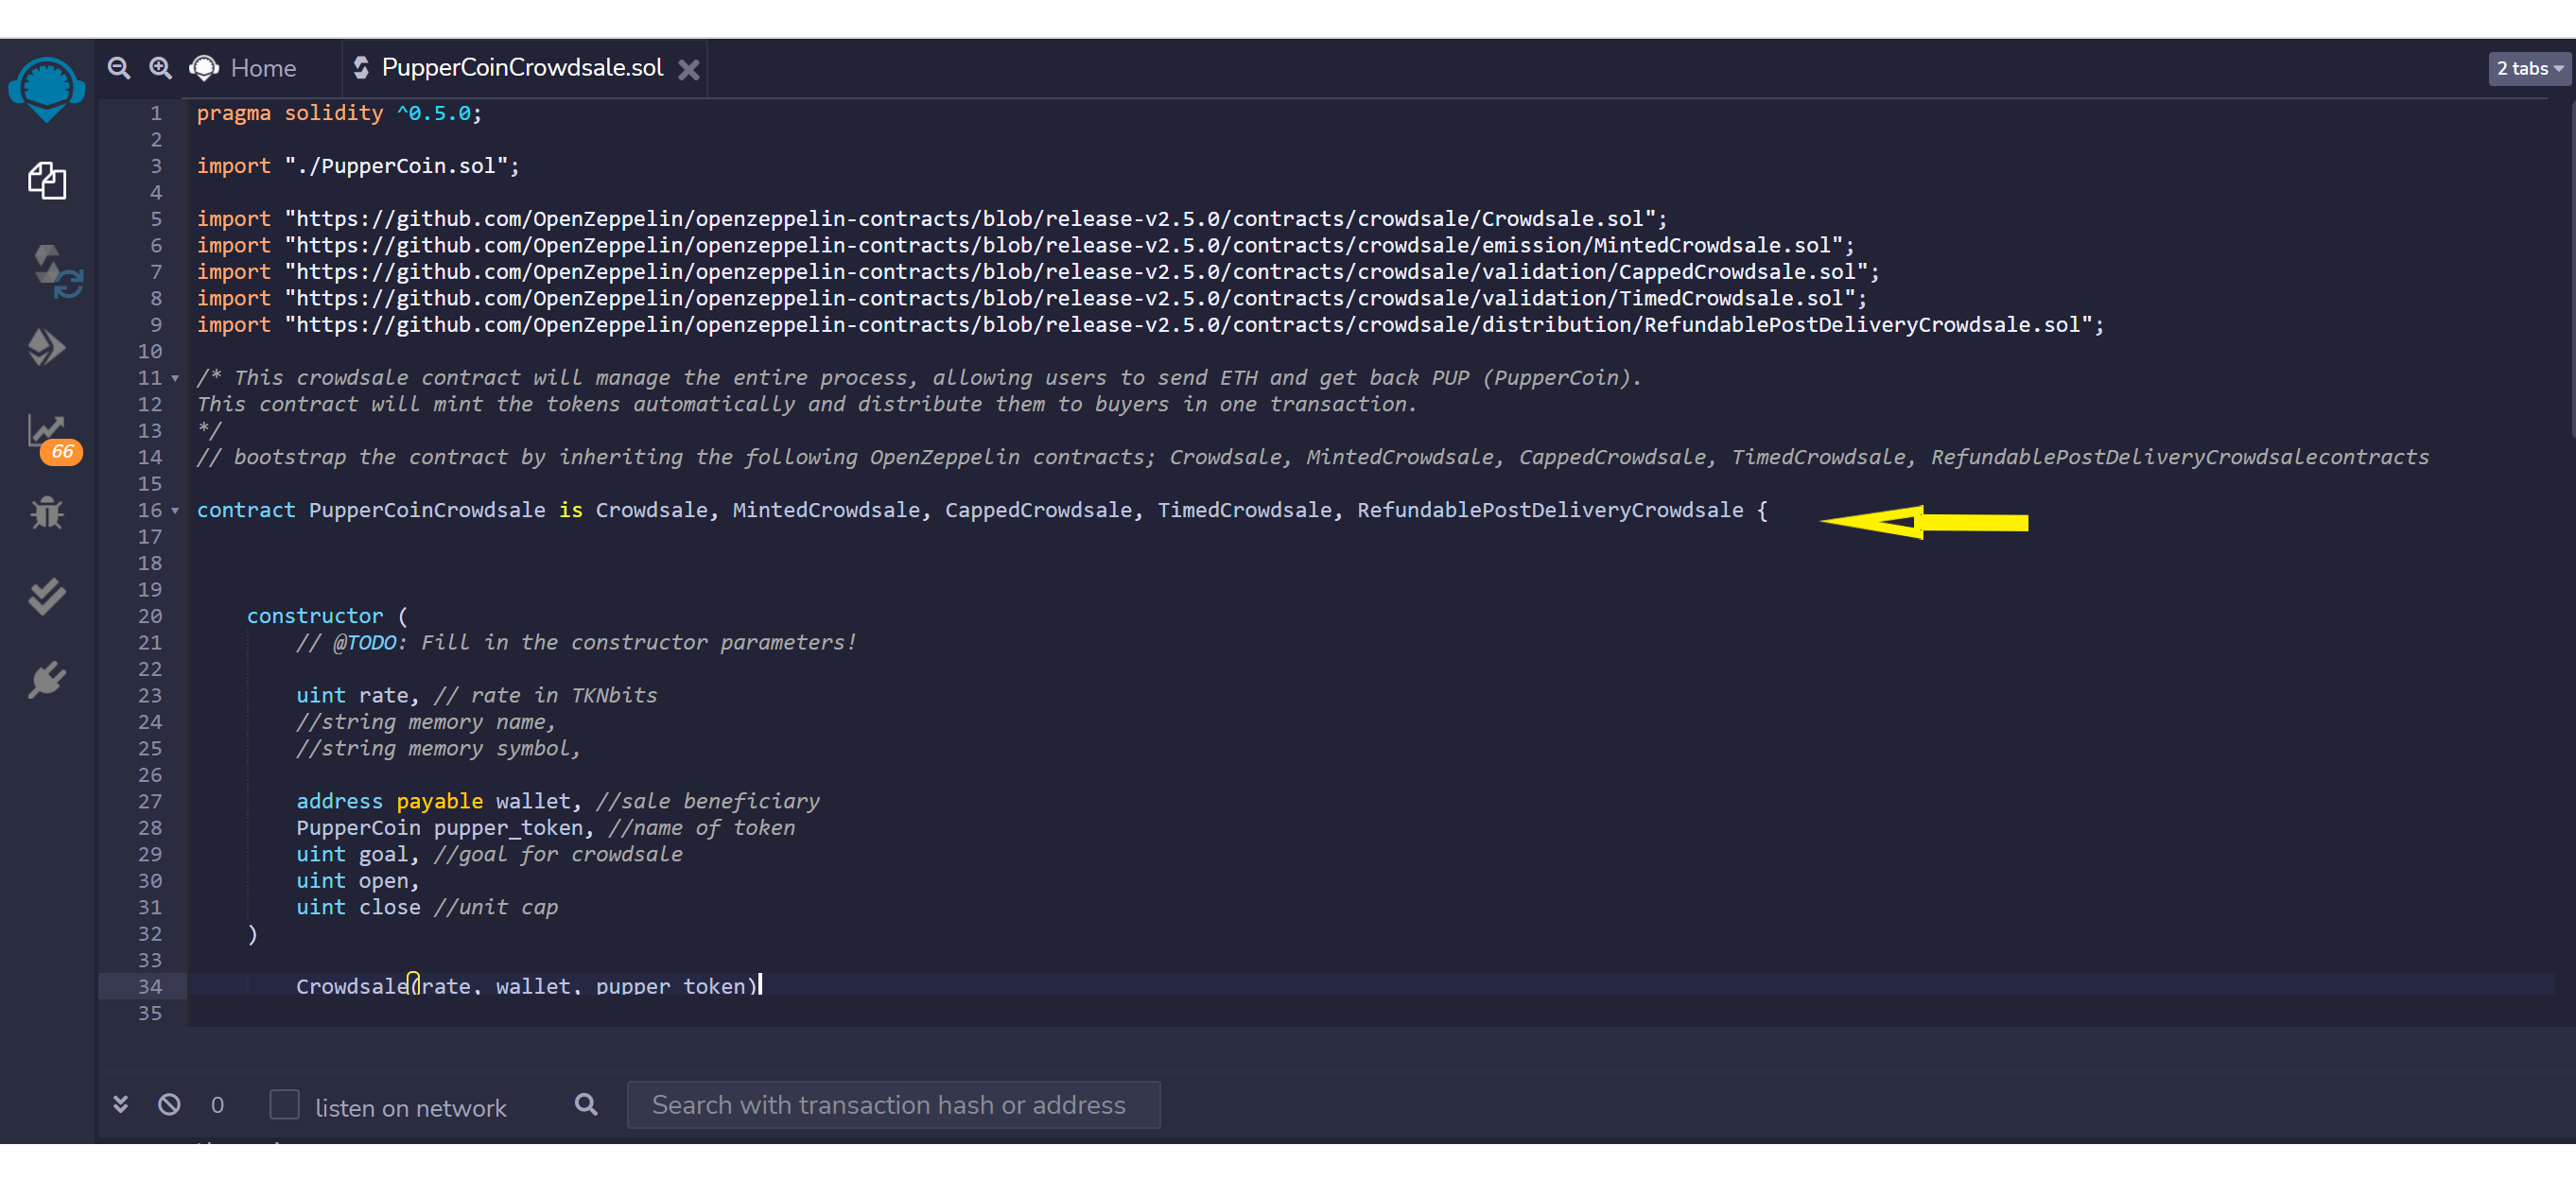 Home
PupperCoinCrowdsale.sol
2 tabs
1 pragma solidity ^0.5.0;
2
3 import "./PupperCoin.sol";
4
5 import "https://github.com/OpenZeppelin/openzeppelin-contracts/blob/release-v2.5.0/contracts/crowdsale/Crowdsale.sol";
6 import "https://github.com/OpenZeppelin/openzeppelin-contracts/blob/release-v2.5.0/contracts/crowdsale/emission/MintedCrowdsale.sol";
7 import "https://github.com/OpenZeppelin/openzeppelin-contracts/blob/release-v2.5.0/contracts/crowdsale/validation/CappedCrowdsale.sol";
8 import "https://github.com/OpenZeppelin/openzeppelin-contracts/blob/release-v2.5.0/contracts/crowdsale/validation/TimedCrowdsale.sol";
9 import "https://github.com/OpenZeppelin/openzeppelin-contracts/blob/release-v2.5.0/contracts/crowdsale/distribution/RefundablePostDeliveryCrowdsale.sol";
10
11 /* This crowdsale contract will manage the entire process, allowing users to send ETH and get back PUP (PupperCoin).
12 This contract will mint the tokens automatically and distribute them to buyers in one transaction.
13 */
14 // bootstrap the contract by inheriting the following OpenZeppelin contracts; Crowdsale, MintedCrowdsale, CappedCrowdsale, TimedCrowdsale, RefundablePostDeliveryCrowdsalecontracts
15
16 contract PupperCoinCrowdsale is Crowdsale, MintedCrowdsale, CappedCrowdsale, TimedCrowdsale, RefundablePostDeliveryCrowdsale {
17
18
19
20 constructor (
21 // @TODO: Fill in the constructor parameters!
22
23 uint rate, // rate in TKNbits
24 //string memory name,
25 //string memory symbol,
26
27 address payable wallet, //sale beneficiary
28 PupperCoin pupper_token, //name of token
29 uint goal, //goal for crowdsale
30 uint open,
31 uint close //unit cap
32 )
33
34 Crowdsale(rate, wallet, pupper_token)
35
66
0
listen on network
Search with transaction hash or address